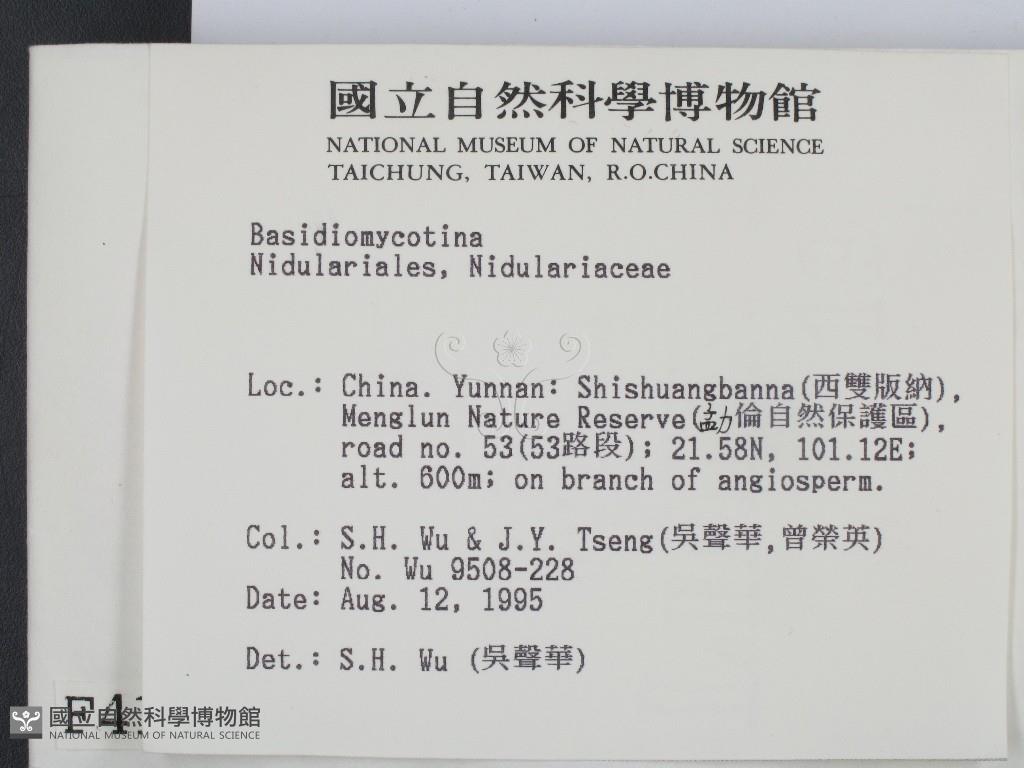 國立自然科學博物館
NATIONAL MUSEUM OF NATURAL SCIENCE
TAICHUNG, TAIWAN, R.O.CHINA
Basidiomycotina
Nidulariales, Nidulariaceae
Loc.: China. Yunnan: Shishuangbanna(西雙版納),
Menglun Nature Reserve(勐倫自然保護區),
road no. 53(53路段); 21.58N, 101.12E;
alt. 600m; on branch of angiosperm.
Col.: S.H. Wu & J.Y. Tseng(吳聲華,曾榮英)
No. Wu 9508-228
Date: Aug. 12, 1995
Det.: S.H. Wu (吳聲華)
國立自然科學博物館
NATIONAL MUSEUM OF NATURAL SCIENCE